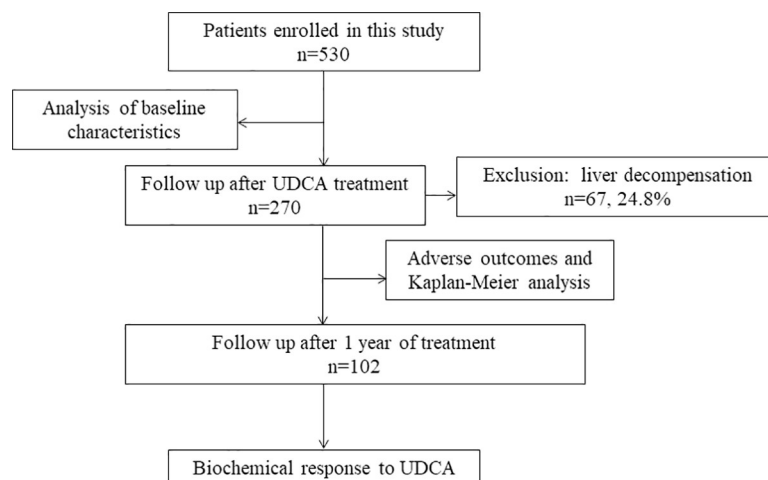 Patients enrolled in this study
n=530
Analysis of baseline
characteristics
Follow up after UDCA treatment
n=270
Exclusion: liver decompensation
n=67, 24.8%
Adverse outcomes and
Kaplan-Meier analysis
Follow up after 1 year of treatment
n=102
Biochemical response to UDCA